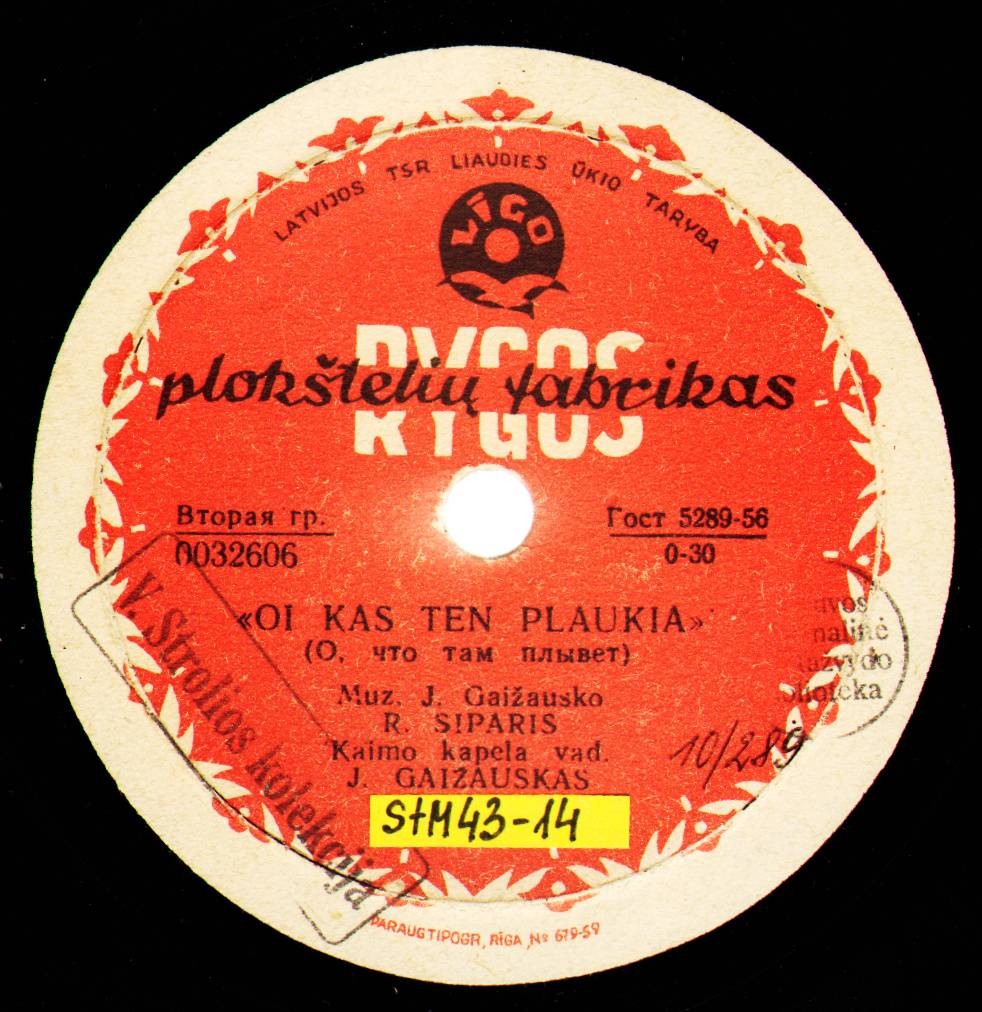 LATVIJOS TSR LIAUDIES ŪKIO TARYBA
LĪGO
RYGOS
plokštelių fabrikas
Вторая гр.
0032606
Гост 5289-56
0-30
«OI KAS TEN PLAUKIA»
(О, что там плывет)
Muz. J. Gaižausko
R. SIPARIS
Kaimo kapela vad.
J. GAIŽAUSKAS
StM43-14
V. Strolios kolekcija
10/289
PARAUGTIPOGR, RĪGA, № 679-59